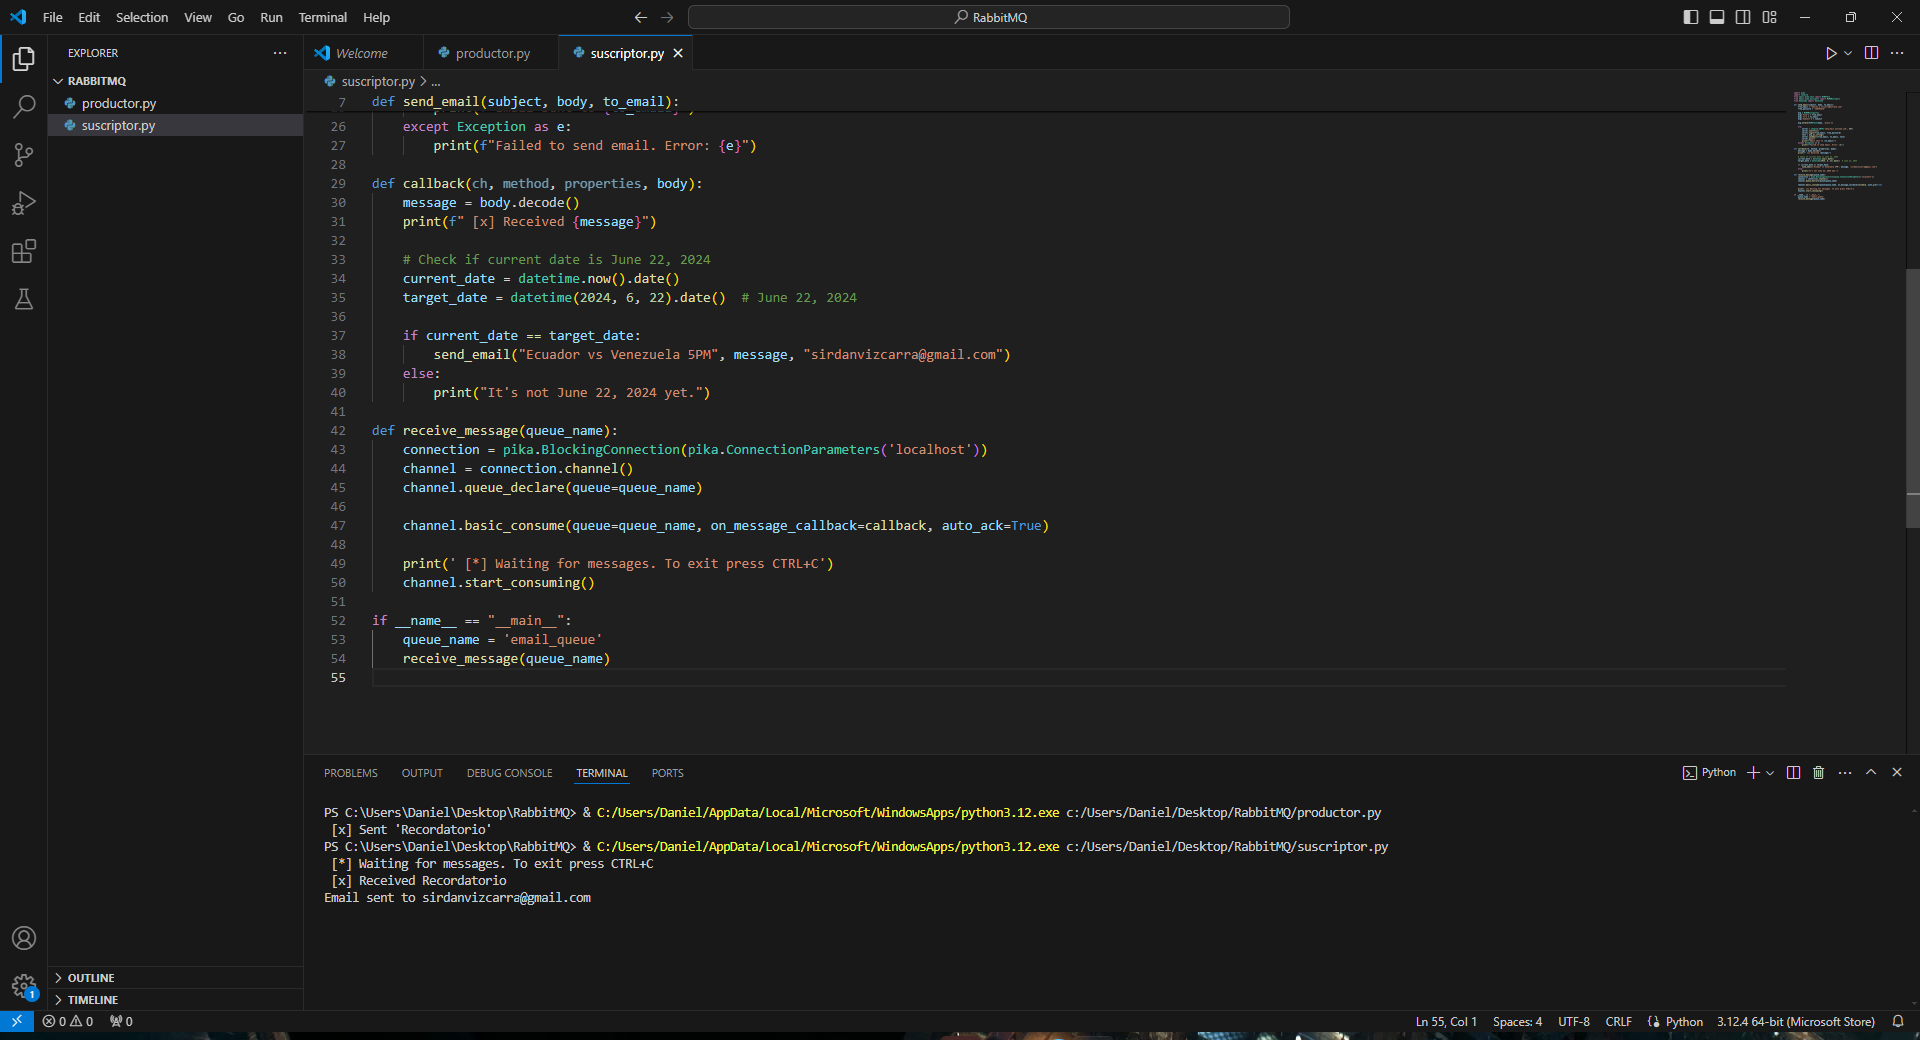 File Edit Selection View Go Run Terminal Help
RabbitMQ
EXPLORER
Welcome
productor.py
suscriptor.py
RABBITMQ
productor.py
suscriptor.py
suscriptor.py > ...
7 def send_email(subject, body, to_email):
26 except Exception as e:
27 print(f"Failed to send email. Error: {e}")
28
29 def callback(ch, method, properties, body):
30 message = body.decode()
31 print(f" [x] Received {message}")
32
33 # Check if current date is June 22, 2024
34 current_date = datetime.now().date()
35 target_date = datetime(2024, 6, 22).date()  # June 22, 2024
36
37 if current_date == target_date:
38 send_email("Ecuador vs Venezuela 5PM", message, "sirdanvizcarra@gmail.com")
39 else:
40 print("It's not June 22, 2024 yet.")
41
42 def receive_message(queue_name):
43 connection = pika.BlockingConnection(pika.ConnectionParameters('localhost'))
44 channel = connection.channel()
45 channel.queue_declare(queue=queue_name)
46
47 channel.basic_consume(queue=queue_name, on_message_callback=callback, auto_ack=True)
48
49 print(' [*] Waiting for messages. To exit press CTRL+C')
50 channel.start_consuming()
51
52 if __name__ == "__main__":
53 queue_name = 'email_queue'
54 receive_message(queue_name)
55
PROBLEMS OUTPUT DEBUG CONSOLE TERMINAL PORTS
Python
PS C:\Users\Daniel\Desktop\RabbitMQ> & C:/Users/Daniel/AppData/Local/Microsoft/WindowsApps/python3.12.exe c:/Users/Daniel/Desktop/RabbitMQ/productor.py
[x] Sent 'Recordatorio'
PS C:\Users\Daniel\Desktop\RabbitMQ> & C:/Users/Daniel/AppData/Local/Microsoft/WindowsApps/python3.12.exe c:/Users/Daniel/Desktop/RabbitMQ/suscriptor.py
[*] Waiting for messages. To exit press CTRL+C
[x] Received Recordatorio
Email sent to sirdanvizcarra@gmail.com
OUTLINE
1
TIMELINE
0 0 0
Ln 55, Col 1 Spaces: 4 UTF-8 CRLF Python 3.12.4 64-bit (Microsoft Store)